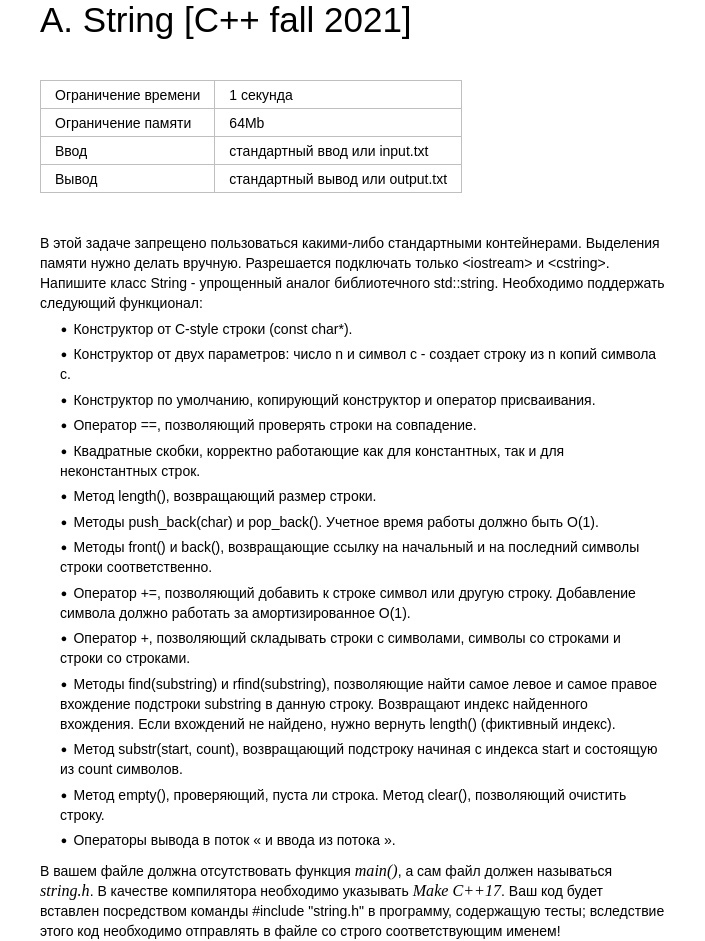 A. String [C++ fall 2021]
Ограничение времени 1 секунда
Ограничение памяти 64Mb
Ввод стандартный ввод или input.txt
Вывод стандартный вывод или output.txt
В этой задаче запрещено пользоваться какими-либо стандартными контейнерами. Выделения
памяти нужно делать вручную. Разрешается подключать только <iostream> и <cstring>.
Напишите класс String - упрощенный аналог библиотечного std::string. Необходимо поддержать
следующий функционал:
• Конструктор от C-style строки (const char*).
• Конструктор от двух параметров: число n и символ c - создает строку из n копий символа
c.
• Конструктор по умолчанию, копирующий конструктор и оператор присваивания.
• Оператор ==, позволяющий проверять строки на совпадение.
• Квадратные скобки, корректно работающие как для константных, так и для
неконстантных строк.
• Метод length(), возвращающий размер строки.
• Методы push_back(char) и pop_back(). Учетное время работы должно быть O(1).
• Методы front() и back(), возвращающие ссылку на начальный и на последний символы
строки соответственно.
• Оператор +=, позволяющий добавить к строке символ или другую строку. Добавление
символа должно работать за амортизированное O(1).
• Оператор +, позволяющий складывать строки с символами, символы со строками и
строки со строками.
• Методы find(substring) и rfind(substring), позволяющие найти самое левое и самое правое
вхождение подстроки substring в данную строку. Возвращают индекс найденного
вхождения. Если вхождений не найдено, нужно вернуть length() (фиктивный индекс).
• Метод substr(start, count), возвращающий подстроку начиная с индекса start и состоящую
из count символов.
• Метод empty(), проверяющий, пуста ли строка. Метод clear(), позволяющий очистить
строку.
• Операторы вывода в поток « и ввода из потока ».
В вашем файле должна отсутствовать функция main(), а сам файл должен называться
string.h. В качестве компилятора необходимо указывать Make C++17. Ваш код будет
вставлен посредством команды #include "string.h" в программу, содержащую тесты; вследствие
этого код необходимо отправлять в файле со строго соответствующим именем!